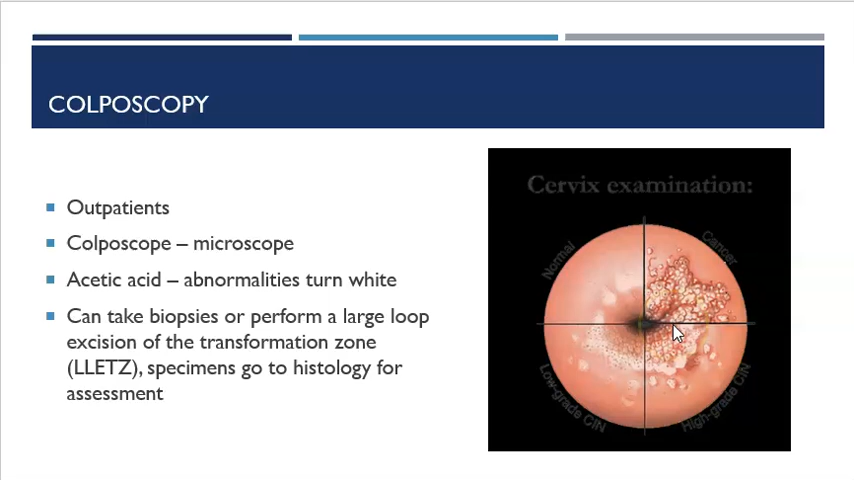 COLPOSCOPY
Outpatients
Colposcope – microscope
Acetic acid – abnormalities turn white
Can take biopsies or perform a large loop
excision of the transformation zone
(LLETZ), specimens go to histology for
assessment
Cervix examination:
Normal
Cancer
Low-grade CIN
High-grade CIN